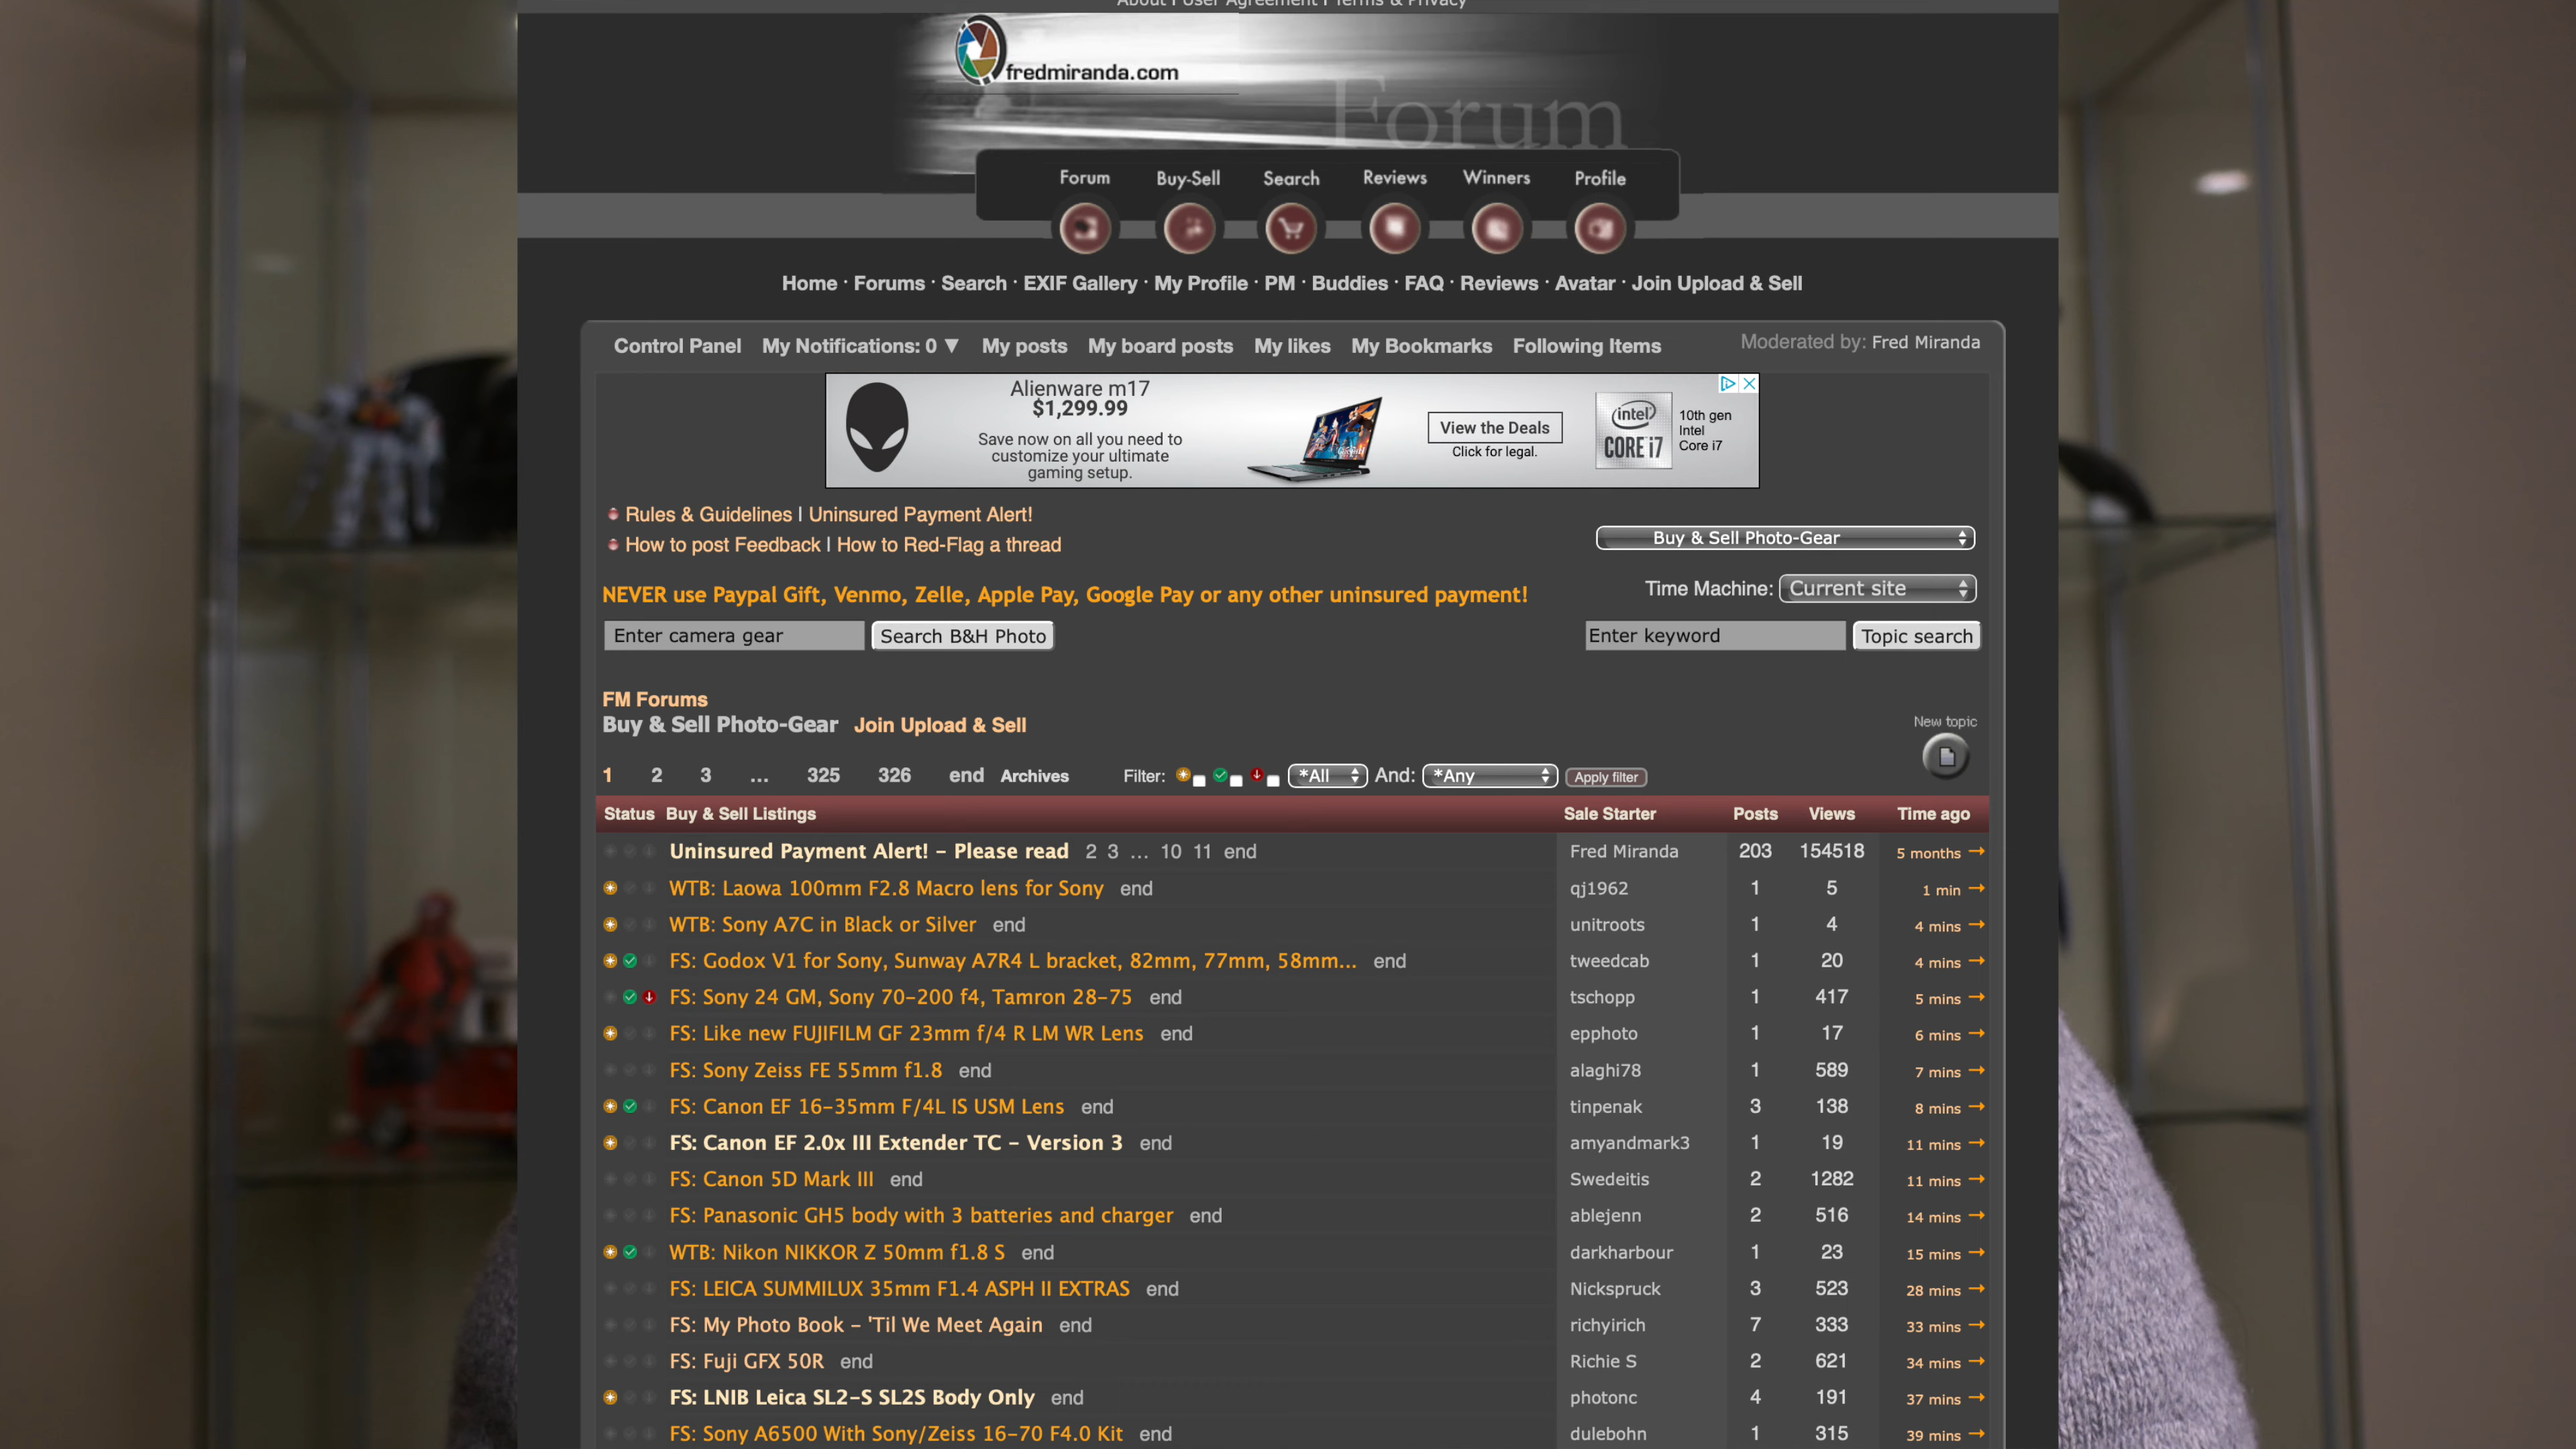 About | User Agreement | Terms & Privacy
fredmiranda.com
Forum
Forum Buy-Sell Search Reviews Winners Profile
Home · Forums · Search · EXIF Gallery · My Profile · PM · Buddies · FAQ · Reviews · Avatar · Join Upload & Sell
Control Panel My Notifications: 0 ▼ My posts My board posts My likes My Bookmarks Following Items Moderated by: Fred Miranda
Alienware m17
$1,299.99
Save now on all you need to
customize your ultimate
gaming setup.
View the Deals
Click for legal.
intel
CORE i7
10th gen
Intel
Core i7
Rules & Guidelines | Uninsured Payment Alert!
How to post Feedback | How to Red-Flag a thread
Buy & Sell Photo-Gear
NEVER use Paypal Gift, Venmo, Zelle, Apple Pay, Google Pay or any other uninsured payment!
Time Machine: Current site
Enter camera gear Search B&H Photo Enter keyword Topic search
FM Forums
Buy & Sell Photo-Gear Join Upload & Sell
New topic
1 2 3 ... 325 326 end Archives Filter: *All And: *Any Apply filter
Status Buy & Sell Listings Sale Starter Posts Views Time ago
Uninsured Payment Alert! – Please read 2 3 ... 10 11 end Fred Miranda 203 154518 5 months →
WTB: Laowa 100mm F2.8 Macro lens for Sony end qj1962 1 5 1 min →
WTB: Sony A7C in Black or Silver end unitroots 1 4 4 mins →
FS: Godox V1 for Sony, Sunway A7R4 L bracket, 82mm, 77mm, 58mm... end tweedcab 1 20 4 mins →
FS: Sony 24 GM, Sony 70-200 f4, Tamron 28-75 end tschopp 1 417 5 mins →
FS: Like new FUJIFILM GF 23mm f/4 R LM WR Lens end epphoto 1 17 6 mins →
FS: Sony Zeiss FE 55mm f1.8 end alaghi78 1 589 7 mins →
FS: Canon EF 16-35mm F/4L IS USM Lens end tinpenak 3 138 8 mins →
FS: Canon EF 2.0x III Extender TC – Version 3 end amyandmark3 1 19 11 mins →
FS: Canon 5D Mark III end Swedeitis 2 1282 11 mins →
FS: Panasonic GH5 body with 3 batteries and charger end ablejenn 2 516 14 mins →
WTB: Nikon NIKKOR Z 50mm f1.8 S end darkharbour 1 23 15 mins →
FS: LEICA SUMMILUX 35mm F1.4 ASPH II EXTRAS end Nickspruck 3 523 28 mins →
FS: My Photo Book – 'Til We Meet Again end richyirich 7 333 33 mins →
FS: Fuji GFX 50R end Richie S 2 621 34 mins →
FS: LNIB Leica SL2-S SL2S Body Only end photonc 4 191 37 mins →
FS: Sony A6500 With Sony/Zeiss 16-70 F4.0 Kit end dulebohn 1 315 39 mins →